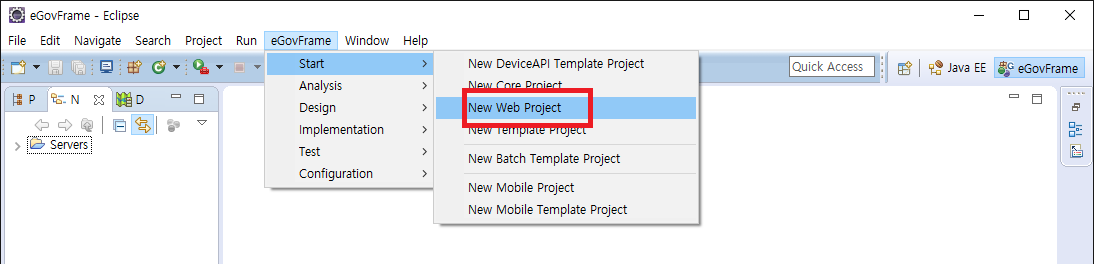 eGovFrame - Eclipse
File Edit Navigate Search Project Run eGovFrame Window Help
Start
Analysis
Design
Implementation
Test
Configuration
New DeviceAPI Template Project
New Core Project
New Web Project
New Template Project
New Batch Template Project
New Mobile Project
New Mobile Template Project
Quick Access
Java EE
eGovFrame
P
N
D
Servers